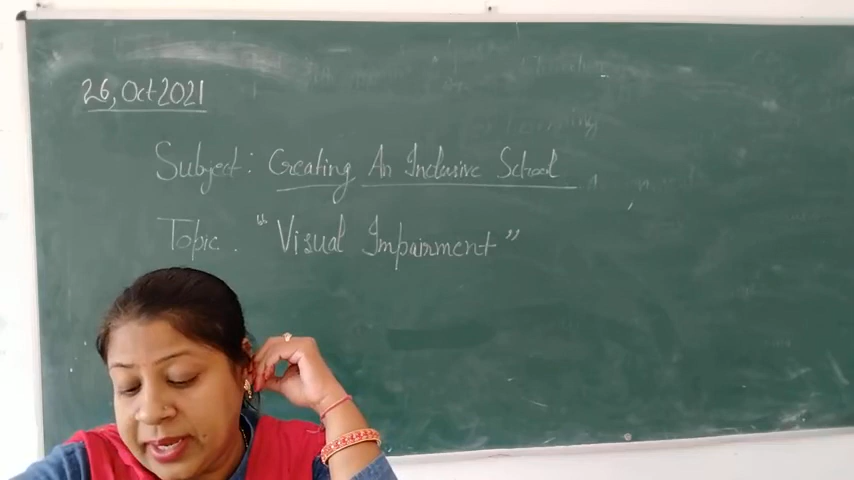 26, Oct 2021
Subject: Creating An Inclusive School
Topic. "Visual Impairment"